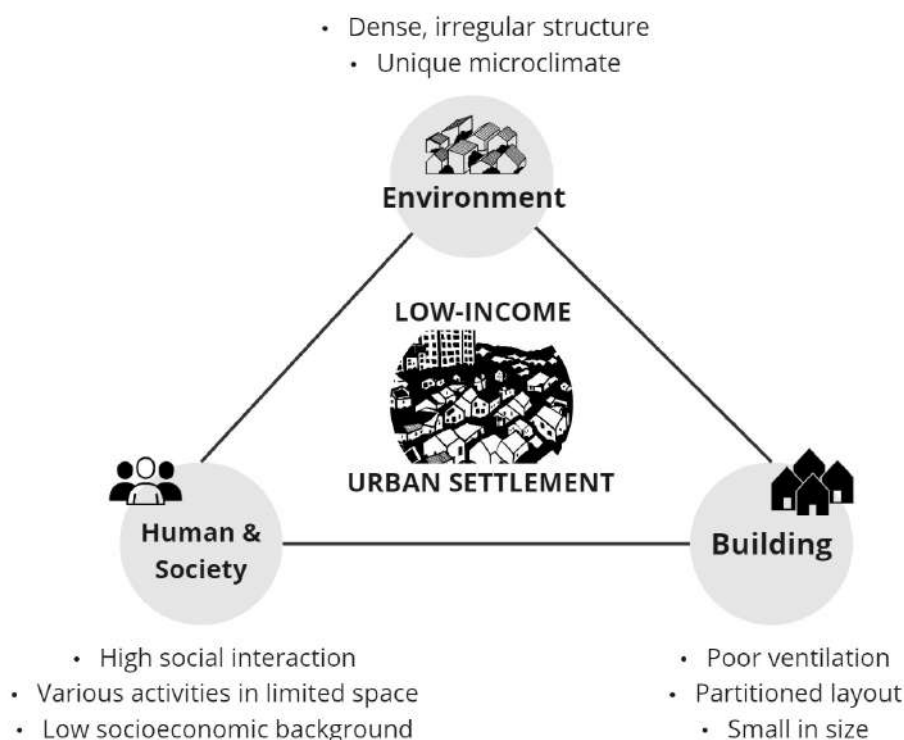 • Dense, irregular structure
• Unique microclimate
Environment
LOW-INCOME
URBAN SETTLEMENT
Human &
Society
Building
• High social interaction
• Various activities in limited space
• Low socioeconomic background
• Poor ventilation
• Partitioned layout
• Small in size